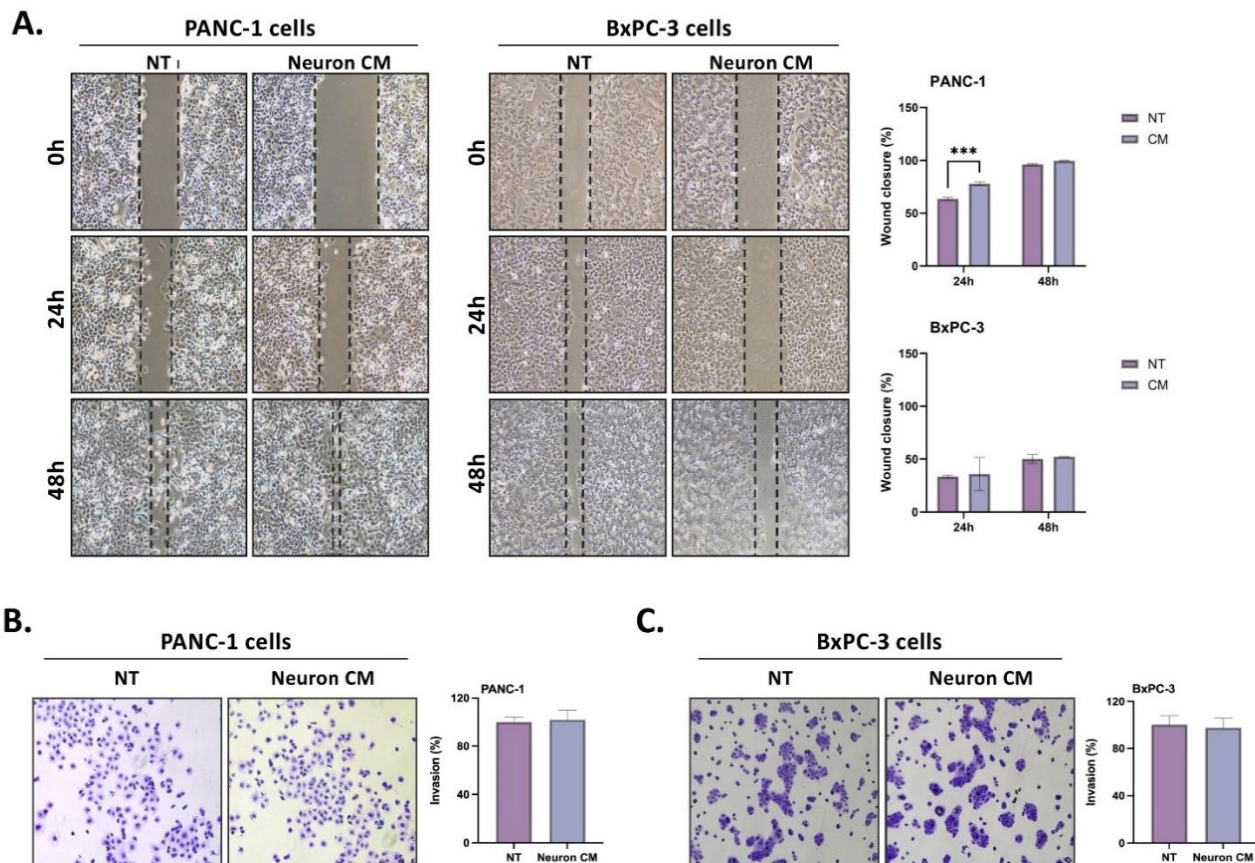 A.
PANC-1 cells
BxPC-3 cells
NT
Neuron CM
NT
Neuron CM
0h
24h
48h
0h
24h
48h
PANC-1
150
100
50
0
Wound closure (%)
***
24h
48h
NT
CM
BxPC-3
150
100
50
0
Wound closure (%)
24h
48h
NT
CM
B.
PANC-1 cells
NT
Neuron CM
PANC-1
120
80
40
0
Invasion (%)
NT
Neuron CM
C.
BxPC-3 cells
NT
Neuron CM
BxPC-3
120
80
40
0
Invasion (%)
NT
Neuron CM